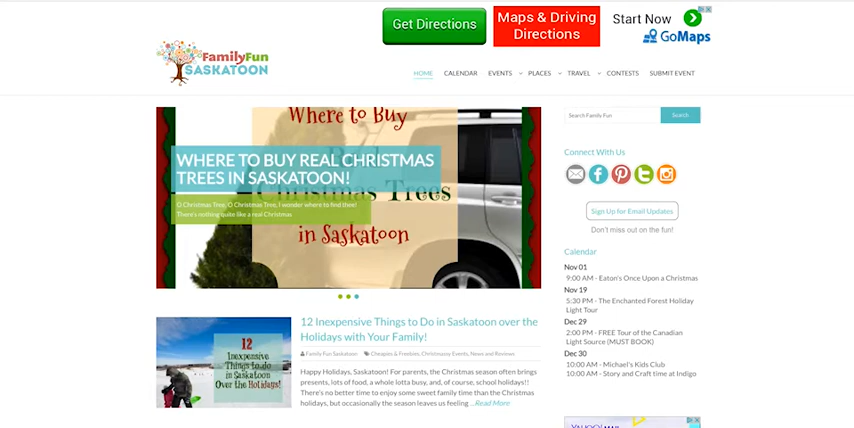 Get Directions
Maps & Driving
Directions
Start Now
GoMaps
FamilyFun
SASKATOON
HOME
CALENDAR
EVENTS
PLACES
TRAVEL
CONTESTS
SUBMIT EVENT
Where to Buy
WHERE TO BUY REAL CHRISTMAS
TREES IN SASKATOON!
Christmas Trees
O Christmas Tree, O Christmas Tree, I wonder where to find thee!
There's nothing quite like a real Christmas
in Saskatoon
Search Family Fun
Search
Connect With Us
Sign Up for Email Updates
Don't miss out on the fun!
Calendar
Nov 01
9:00 AM - Eaton's Once Upon a Christmas
Nov 19
5:30 PM - The Enchanted Forest Holiday
Light Tour
Dec 29
2:00 PM - FREE Tour of the Canadian
Light Source (MUST BOOK)
Dec 30
10:00 AM - Michael's Kids Club
10:00 AM - Story and Craft time at Indigo
12
Inexpensive
Things to do
in Saskatoon
Over the Holidays!
12 Inexpensive Things to Do in Saskatoon over the
Holidays with Your Family!
Family Fun Saskatoon
Cheapies & Freebies, Christmassy Events, News and Reviews
Happy Holidays, Saskatoon! For parents, the Christmas season often brings
presents, lots of food, a whole lotta busy, and, of course, school holidays!!
There's no better time to enjoy some sweet family time than the Christmas
holidays, but occasionally the season leaves us feeling ...Read More